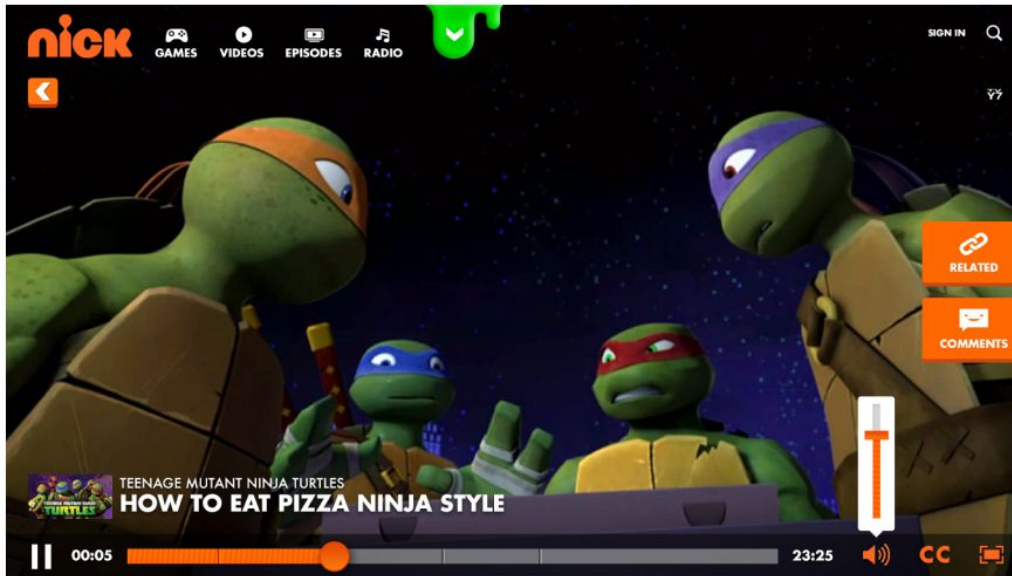 nick
GAMES
VIDEOS
EPISODES
RADIO
SIGN IN
RELATED
COMMENTS
TEENAGE MUTANT NINJA TURTLES
TURTLES
HOW TO EAT PIZZA NINJA STYLE
00:05
23:25
CC